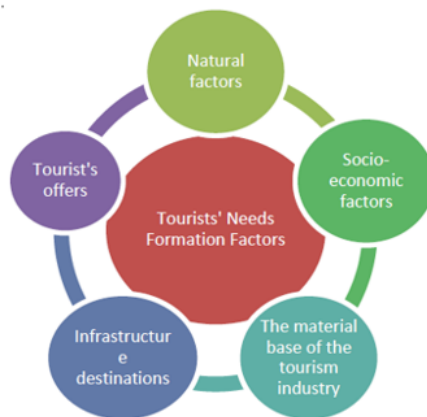 Natural
factors
Socio-
economic
factors
The material
base of the
tourism
industry
Infrastructur
e
destinations
Tourist's
offers
Tourists' Needs
Formation Factors